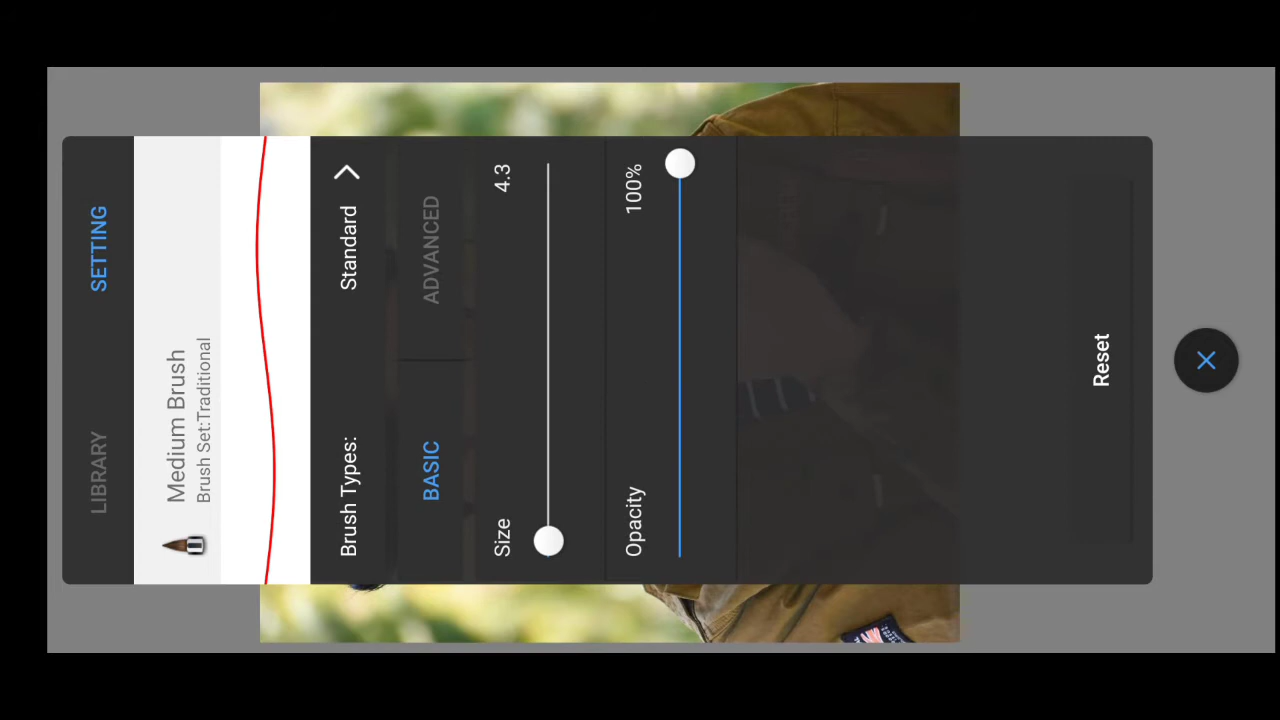 LIBRARY SETTING
Medium Brush
Brush Set:Traditional
Brush Types: Standard
BASIC ADVANCED
Size 4.3
Opacity 100%
Reset